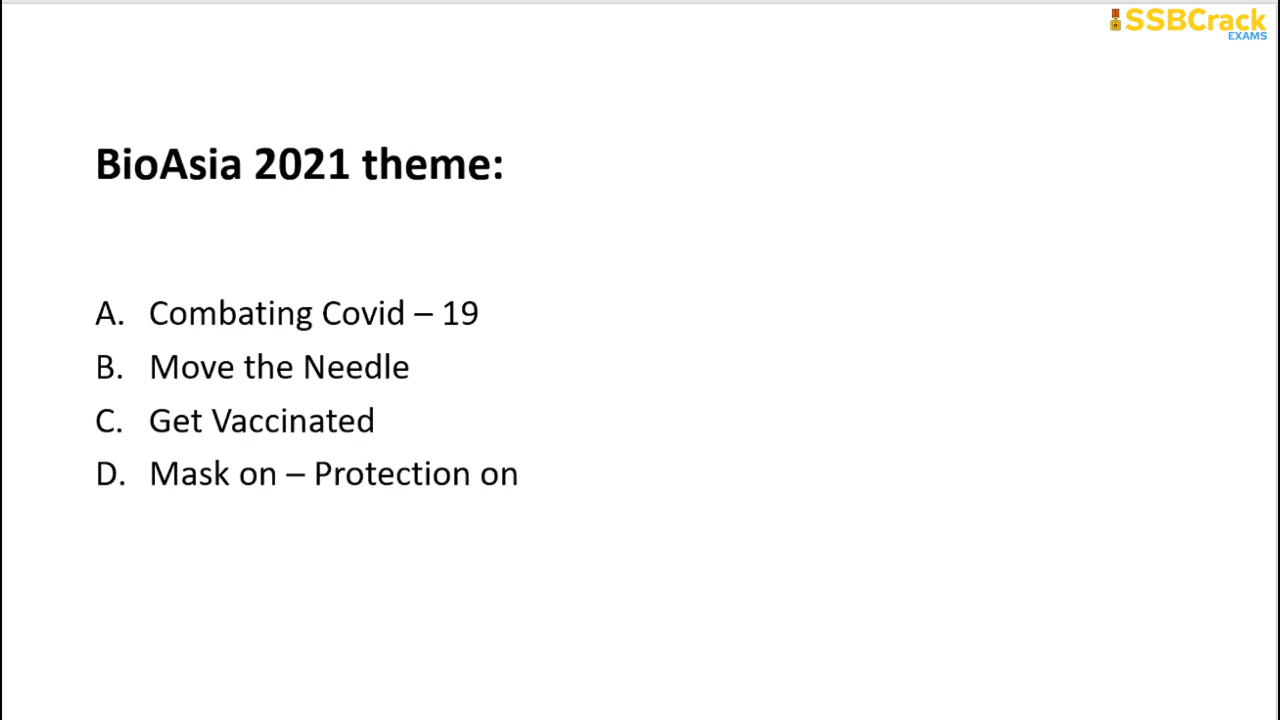 SSBCrack
EXAMS
BioAsia 2021 theme:
A. Combating Covid – 19
B. Move the Needle
C. Get Vaccinated
D. Mask on – Protection on